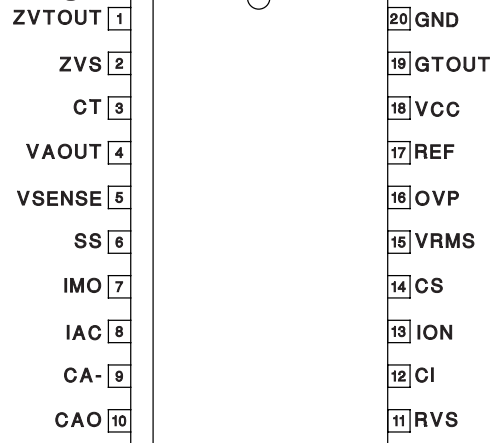 ZVTOUT 1 20 GND
ZVS 2 19 GTOUT
CT 3 18 VCC
VAOUT 4 17 REF
VSENSE 5 16 OVP
SS 6 15 VRMS
IMO 7 14 CS
IAC 8 13 ION
CA- 9 12 CI
CAO 10 11 RVS